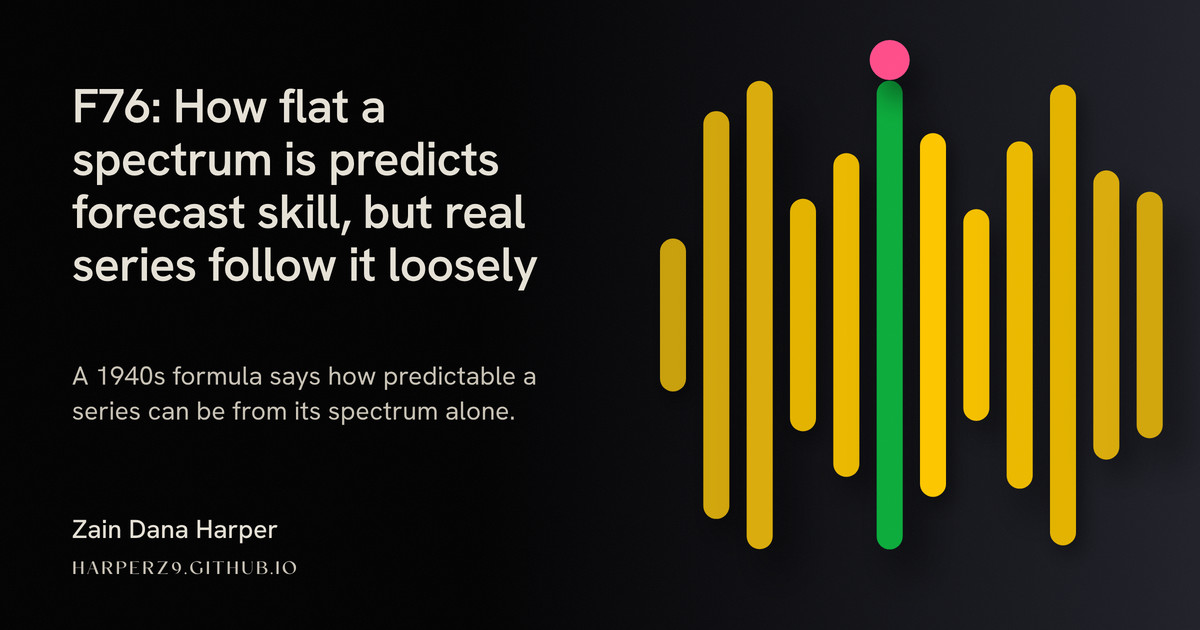 F76: How flat a
spectrum is predicts
forecast skill, but real
series follow it loosely
A 1940s formula says how predictable a
series can be from its spectrum alone.
Zain Dana Harper
HARPERZ9.GITHUB.IO